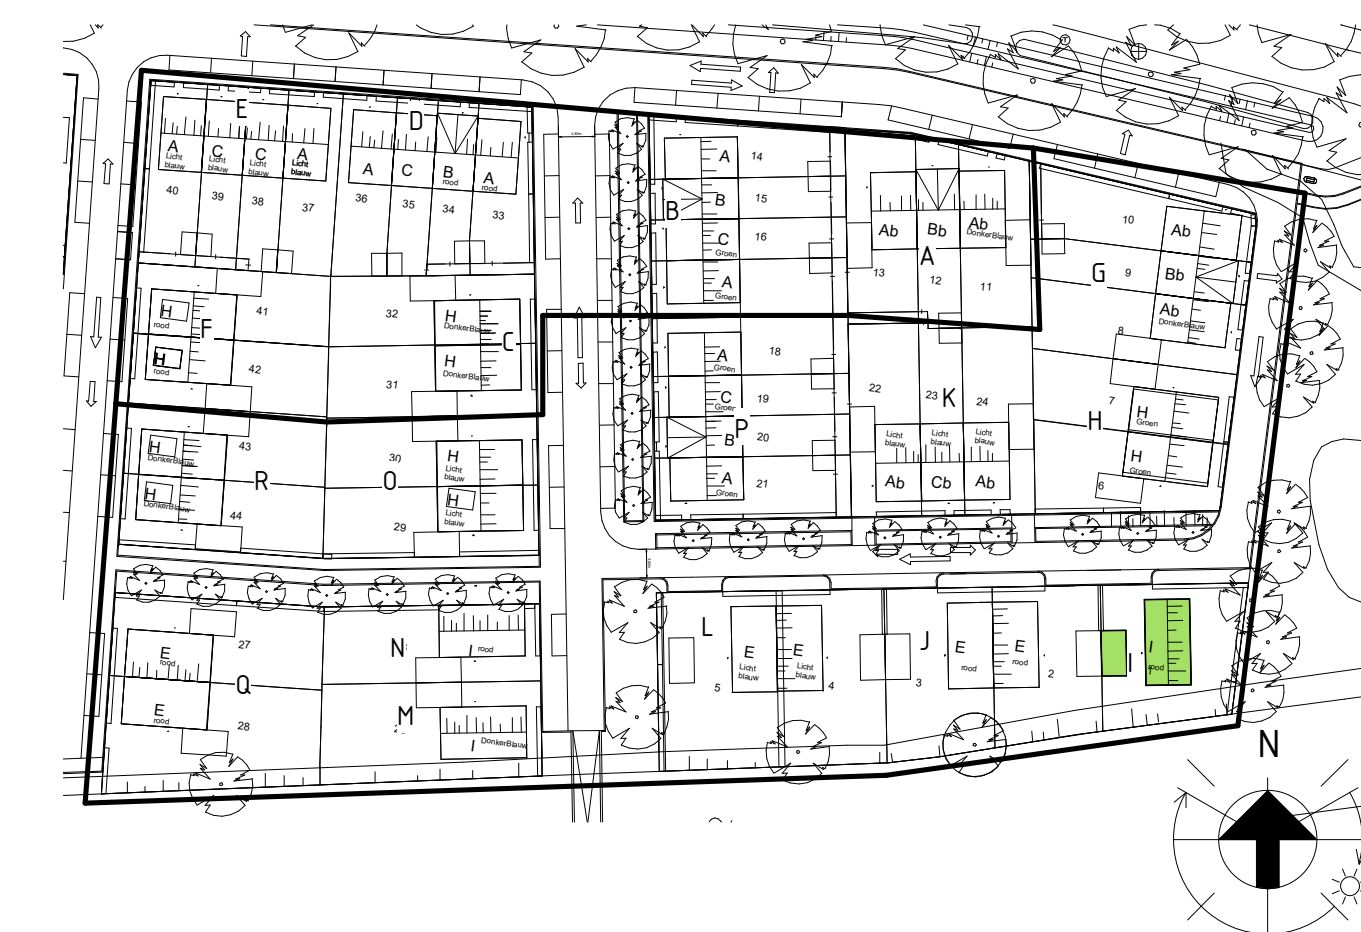 E
D
A
Licht
blauw
C
Licht
blauw
C
Licht
blauw
A
Licht
blauw
40
39
38
37
A
C
B
rood
A
rood
36
35
34
33
A
14
B
B
15
C
Groen
16
A
Groen
Ab
Bb
Ab
DonkerBlauw
A
13
12
11
10
Ab
G
9
Bb
Ab
DonkerBlauw
8
H
rood
F
H
rood
41
42
32
31
H
DonkerBlauw
C
H
DonkerBlauw
A
Groen
18
C
Groen
19
P
B
20
A
Groen
21
22
23
K
24
Licht
blauw
Licht
blauw
Licht
blauw
Ab
Cb
Ab
7
H
Groen
H
H
Groen
6
H
DonkerBlauw
H
DonkerBlauw
43
R
44
30
O
29
H
Licht
blauw
H
Licht
blauw
E
rood
27
Q
E
rood
28
N
I rood
M
I DonkerBlauw
L
E
Licht
blauw
E
Licht
blauw
5
4
J
3
E
rood
E
rood
2
I
I
rood
1
N